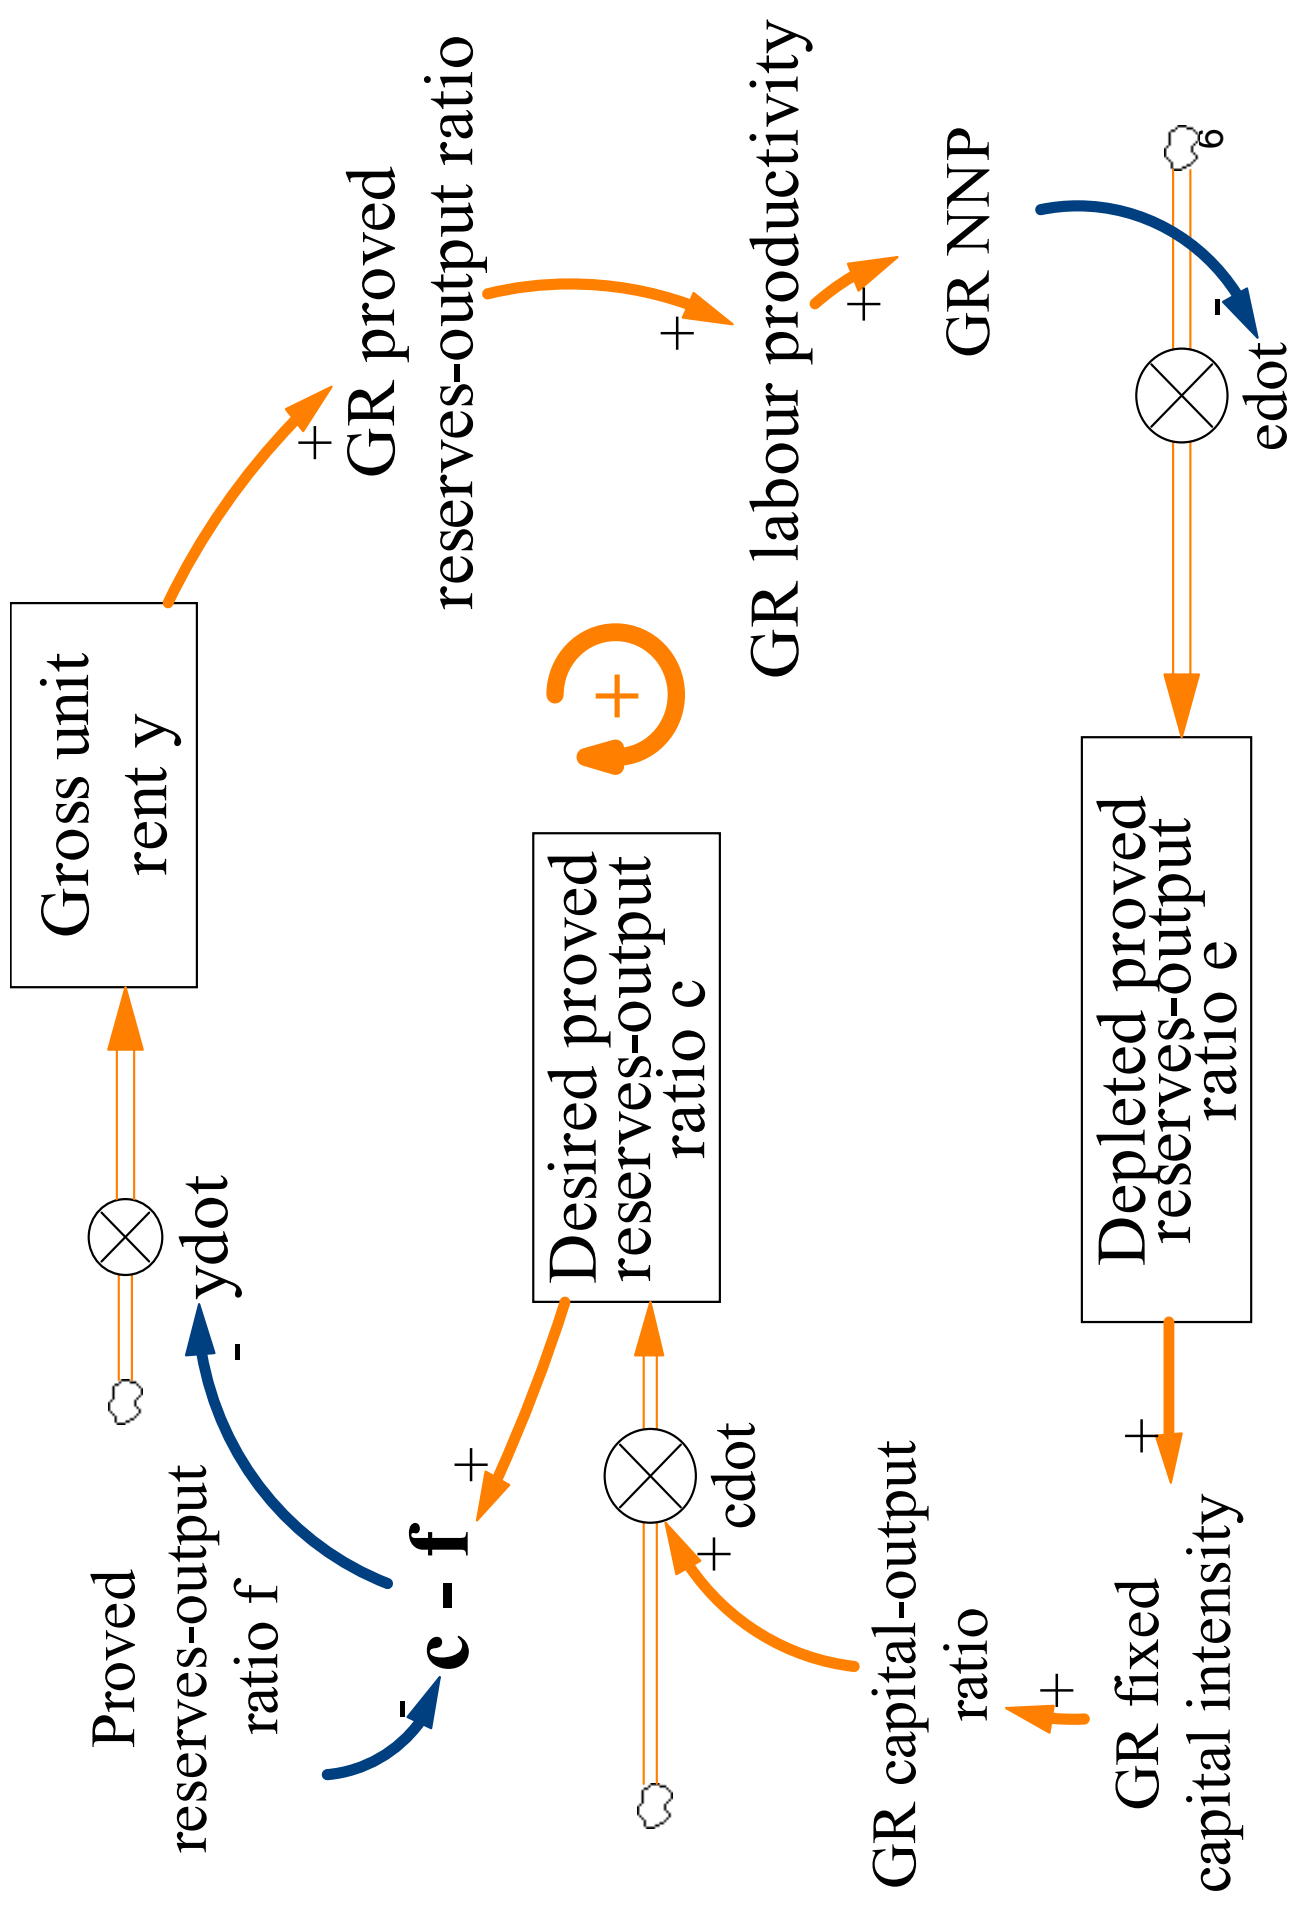 Proved
reserves-output
ratio f
-
ydot
-
Gross unit
rent y
+
GR proved
reserves-output ratio
c - f
+
Desired proved
reserves-output
ratio c
+
+
cdot
+
GR labour productivity
+
GR capital-output
ratio
GR NNP
+
GR fixed
capital intensity
+
Depleted proved
reserves-output
ratio e
-
edot
6